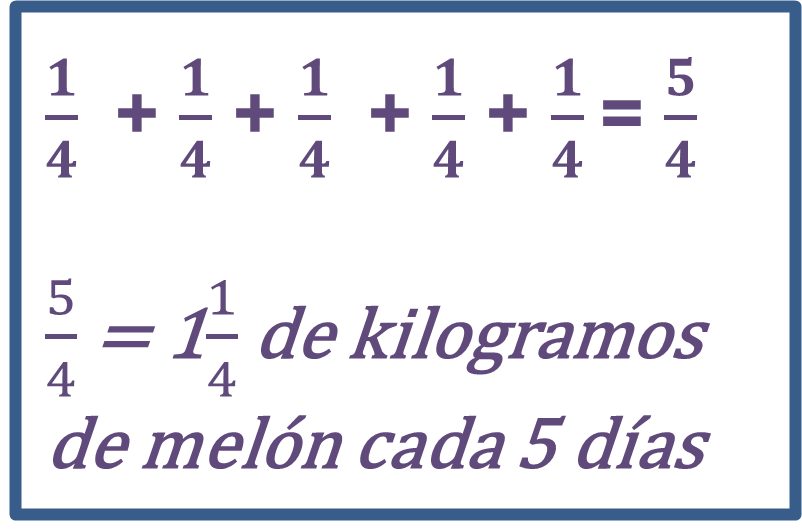 1/4 + 1/4 + 1/4 + 1/4 + 1/4 = 5/4
5/4 = 1 1/4 de kilogramos
de melón cada 5 días